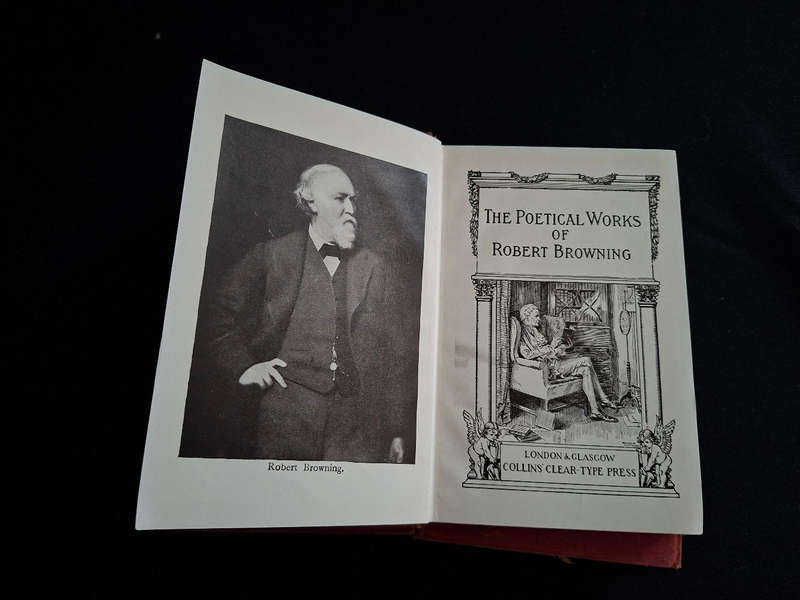 Robert Browning.
THE POETICAL WORKS
OF
ROBERT BROWNING
LONDON & GLASGOW
COLLINS' CLEAR-TYPE PRESS